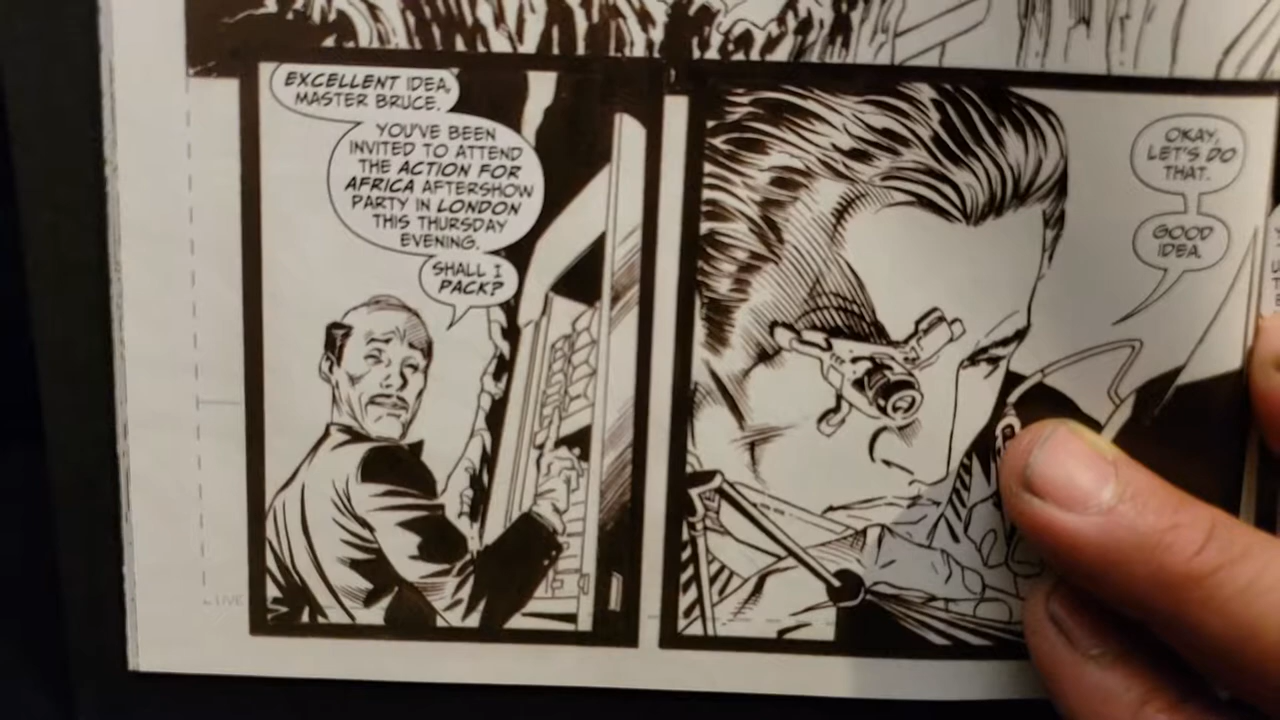 EXCELLENT IDEA,
MASTER BRUCE.
YOU'VE BEEN
INVITED TO ATTEND
THE ACTION FOR
AFRICA AFTERSHOW
PARTY IN LONDON
THIS THURSDAY
EVENING.
SHALL I
PACK?
OKAY,
LET'S DO
THAT.
GOOD
IDEA.
LIVE